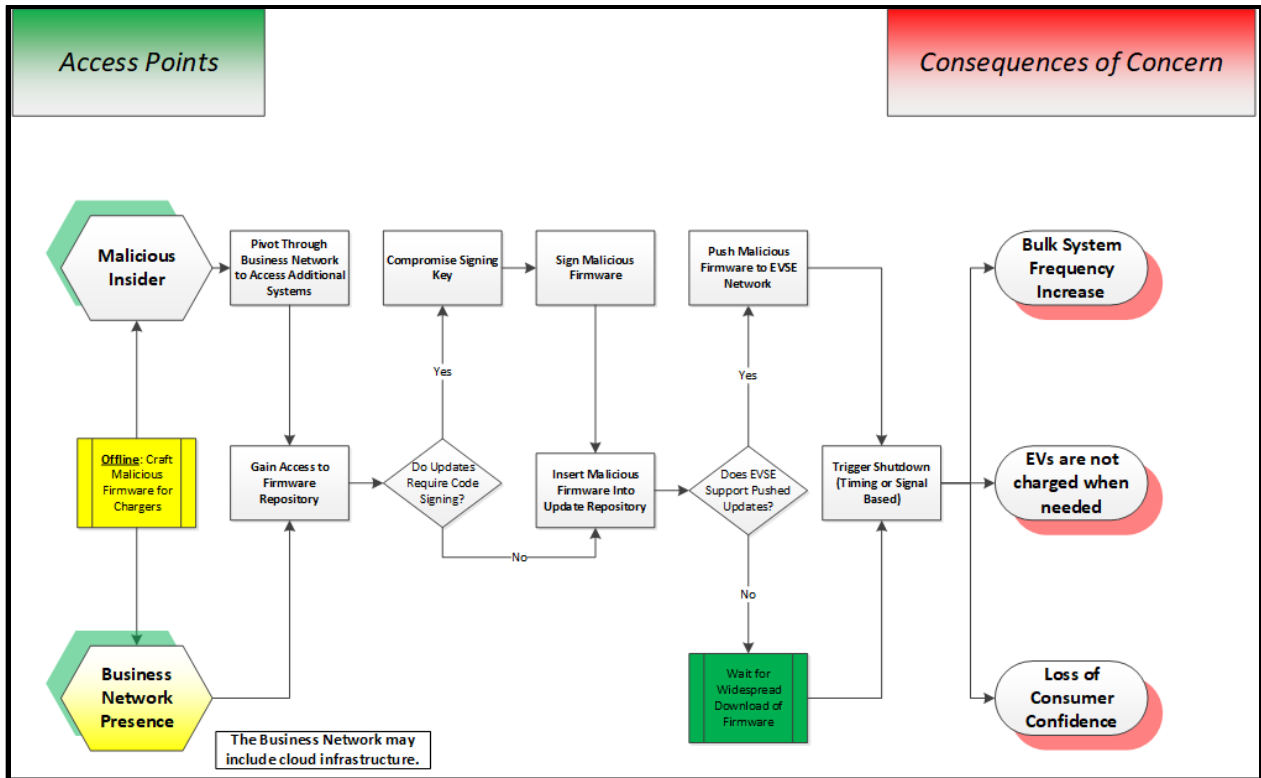 Access Points
Consequences of Concern
Malicious
Insider
Pivot Through
Business Network
to Access Additional
Systems
Compromise Signing
Key
Sign Malicious
Firmware
Push Malicious
Firmware to EVSE
Network
Bulk System
Frequency
Increase
Yes
Yes
Offline: Craft
Malicious
Firmware for
Chargers
Gain Access to
Firmware
Repository
Do Updates
Require Code
Signing?
Insert Malicious
Firmware Into
Update Repository
Does EVSE
Support Pushed
Updates?
Trigger Shutdown
(Timing or Signal
Based)
EVs are not
charged when
needed
No
No
Business
Network
Presence
Wait for
Widespread
Download of
Firmware
Loss of
Consumer
Confidence
The Business Network may
include cloud infrastructure.